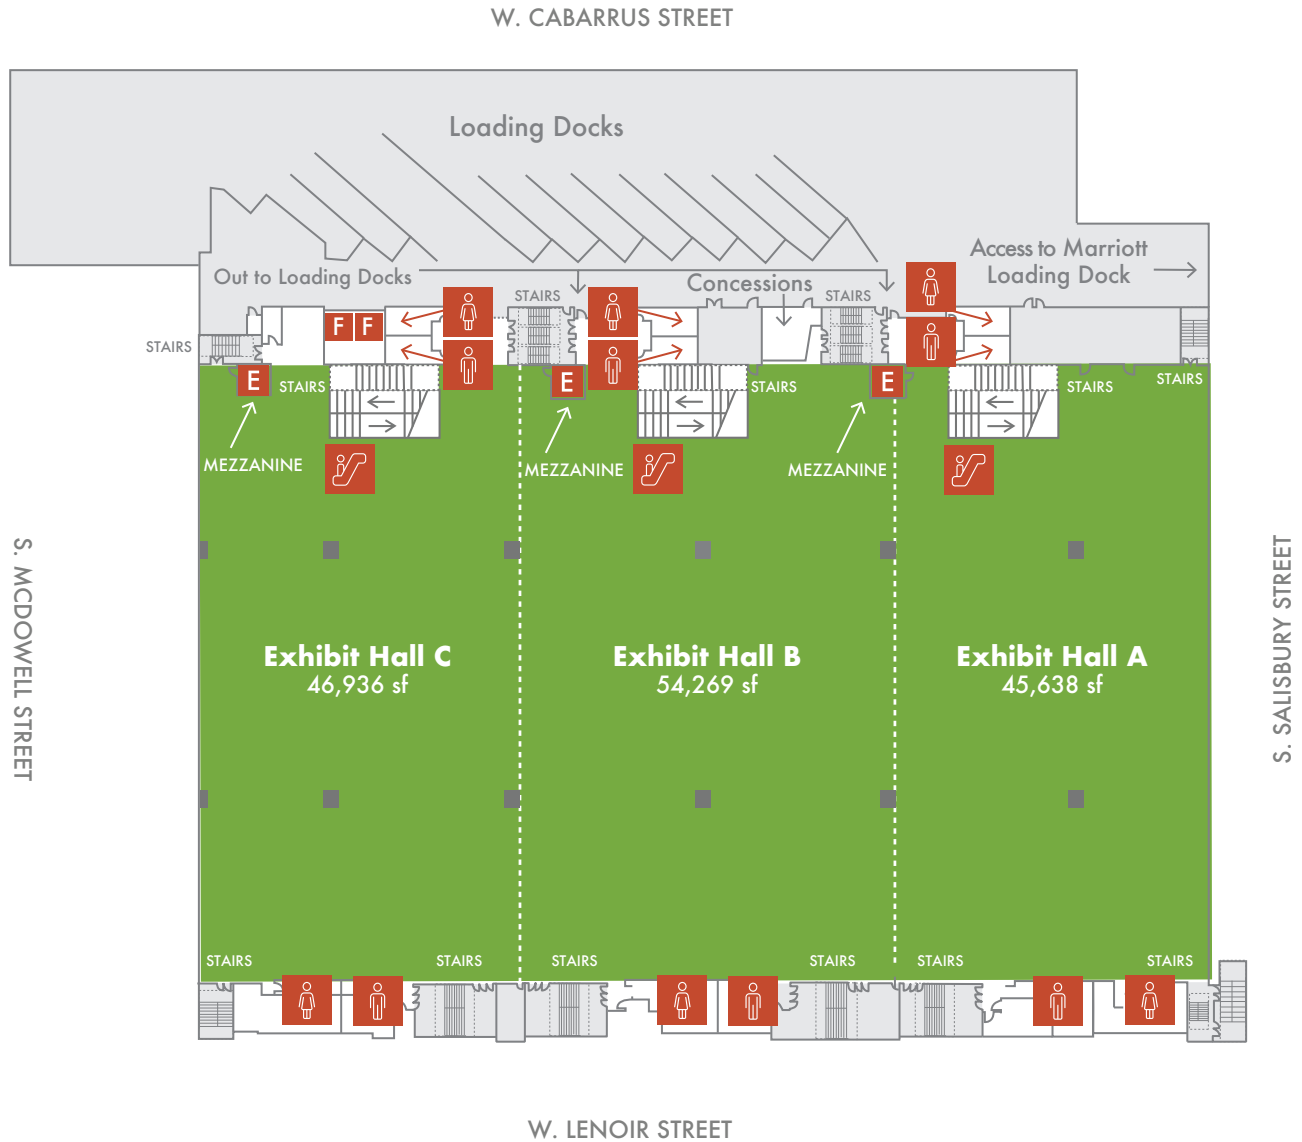 W. CABARRUS STREET
Loading Docks
Access to Marriott
Loading Dock
Out to Loading Docks
Concessions
STAIRS
STAIRS
F
F
STAIRS
E
STAIRS
E
STAIRS
E
STAIRS
STAIRS
MEZZANINE
MEZZANINE
MEZZANINE
S. MCDOWELL STREET
S. SALISBURY STREET
Exhibit Hall C
46,936 sf
Exhibit Hall B
54,269 sf
Exhibit Hall A
45,638 sf
STAIRS
STAIRS
STAIRS
STAIRS
STAIRS
STAIRS
W. LENOIR STREET